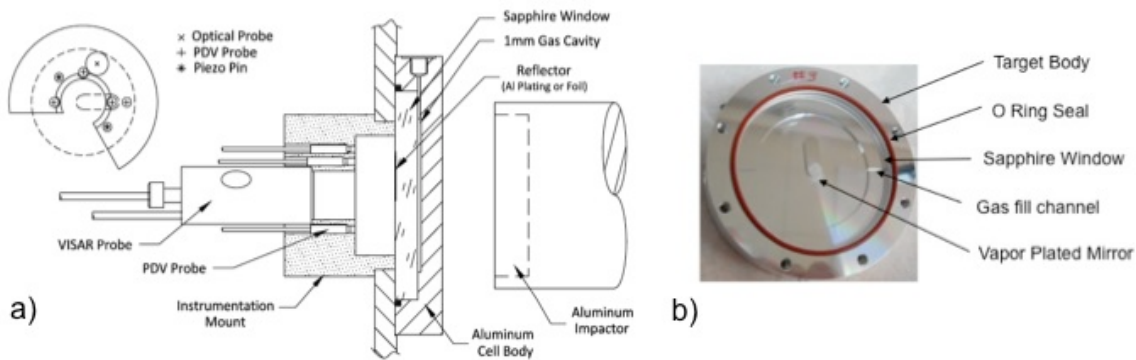 a)
× Optical Probe
+ PDV Probe
✳ Piezo Pin
Sapphire Window
1mm Gas Cavity
Reflector
(Al Plating or Foil)
VISAR Probe
PDV Probe
Instrumentation
Mount
Aluminum
Cell Body
Aluminum
Impactor
b)
#9
Target Body
O Ring Seal
Sapphire Window
Gas fill channel
Vapor Plated Mirror